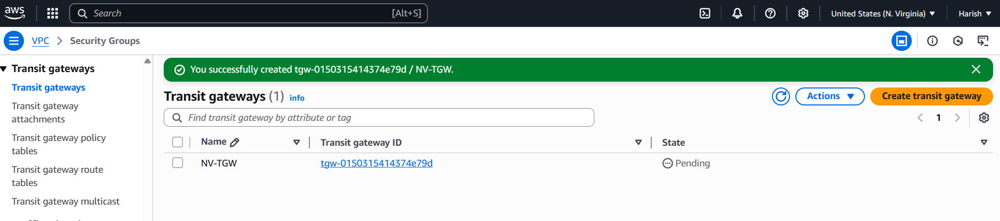 aws
Search [Alt+S]
United States (N. Virginia)
Harish
VPC
Security Groups
Transit gateways
Transit gateways
Transit gateway
attachments
Transit gateway policy
tables
Transit gateway route
tables
Transit gateway multicast
You successfully created tgw-0150315414374e79d / NV-TGW.
Transit gateways (1) info
Actions
Create transit gateway
Find transit gateway by attribute or tag
1
Name Transit gateway ID State
NV-TGW tgw-0150315414374e79d Pending